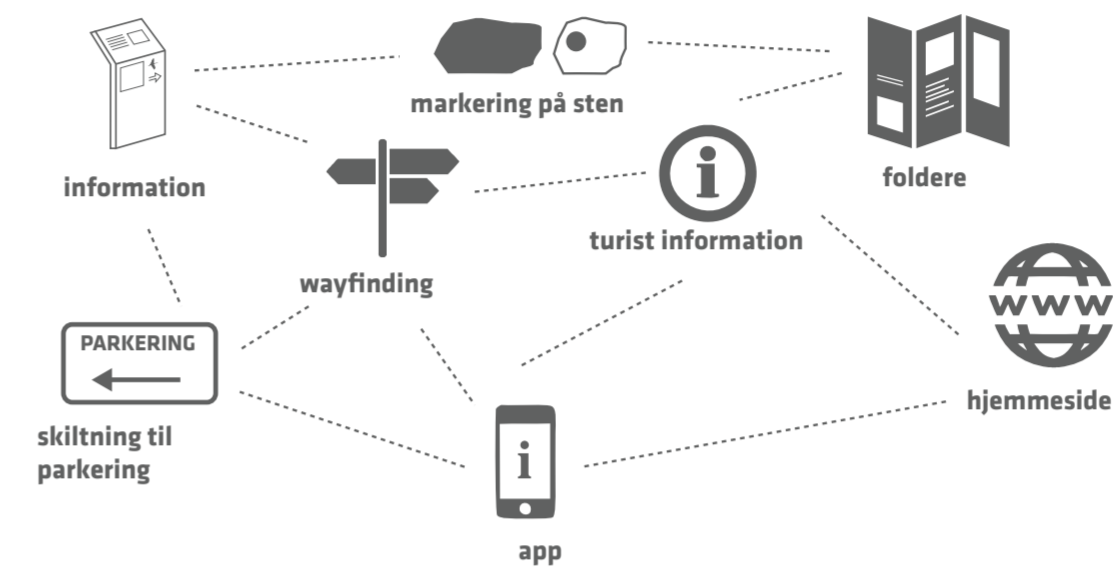 markering på sten
information
foldere
i
turist information
wayfinding
WWW
hjemmeside
PARKERING
skiltning til
parkering
i
app